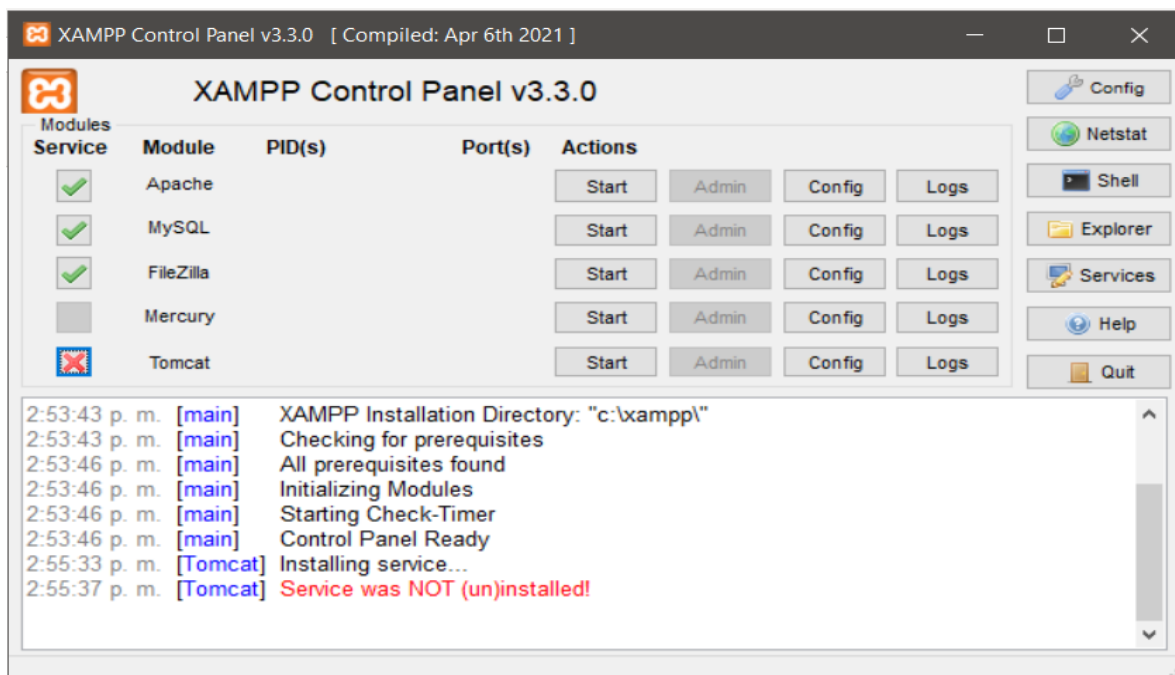 XAMPP Control Panel v3.3.0 [ Compiled: Apr 6th 2021 ]
XAMPP Control Panel v3.3.0
Config
Modules
Service Module PID(s) Port(s) Actions
Netstat
Apache Start Admin Config Logs
Shell
MySQL Start Admin Config Logs
Explorer
FileZilla Start Admin Config Logs
Services
Mercury Start Admin Config Logs
Help
Tomcat Start Admin Config Logs
Quit
2:53:43 p. m. [main] XAMPP Installation Directory: "c:\xampp\"
2:53:43 p. m. [main] Checking for prerequisites
2:53:46 p. m. [main] All prerequisites found
2:53:46 p. m. [main] Initializing Modules
2:53:46 p. m. [main] Starting Check-Timer
2:53:46 p. m. [main] Control Panel Ready
2:55:33 p. m. [Tomcat] Installing service...
2:55:37 p. m. [Tomcat] Service was NOT (un)installed!